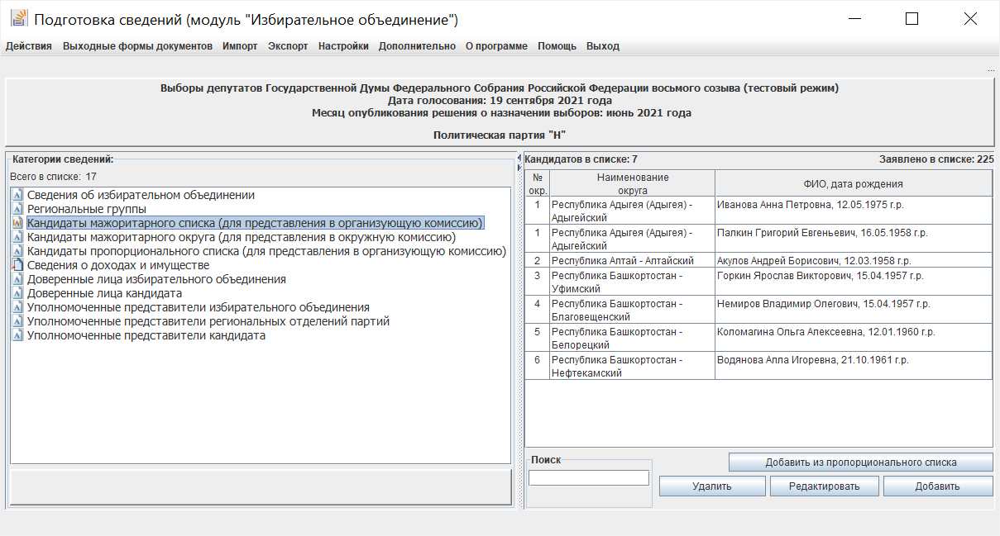 Подготовка сведений (модуль "Избирательное объединение")
Действия Выходные формы документов Импорт Экспорт Настройки Дополнительно О программе Помощь Выход
...
Выборы депутатов Государственной Думы Федерального Собрания Российской Федерации восьмого созыва (тестовый режим)
Дата голосования: 19 сентября 2021 года
Месяц опубликования решения о назначении выборов: июнь 2021 года
Политическая партия "Н"
Категории сведений:
Всего в списке: 17
Сведения об избирательном объединении
Региональные группы
Кандидаты мажоритарного списка (для представления в организующую комиссию)
Кандидаты мажоритарного округа (для представления в окружную комиссию)
Кандидаты пропорционального списка (для представления в организующую комиссию)
Сведения о доходах и имуществе
Доверенные лица избирательного объединения
Доверенные лица кандидата
Уполномоченные представители избирательного объединения
Уполномоченные представители региональных отделений партий
Уполномоченные представители кандидата
Кандидатов в списке: 7 Заявлено в списке: 225
№ окр. Наименование округа ФИО, дата рождения
1 Республика Адыгея (Адыгея) - Иванова Анна Петровна, 12.05.1975 г.р.
Адыгейский
1 Республика Адыгея (Адыгея) - Палкин Григорий Евгеньевич, 16.05.1958 г.р.
Адыгейский
2 Республика Алтай - Алтайский Акулов Андрей Борисович, 12.03.1958 г.р.
3 Республика Башкортостан - Горкин Ярослав Викторович, 15.04.1957 г.р.
Уфимский
4 Республика Башкортостан - Немиров Владимир Олегович, 15.04.1957 г.р.
Благовещенский
5 Республика Башкортостан - Коломагина Ольга Алексеевна, 12.01.1960 г.р.
Белорецкий
6 Республика Башкортостан - Водянова Алла Игоревна, 21.10.1961 г.р.
Нефтекамский
Поиск
Добавить из пропорционального списка
Удалить Редактировать Добавить